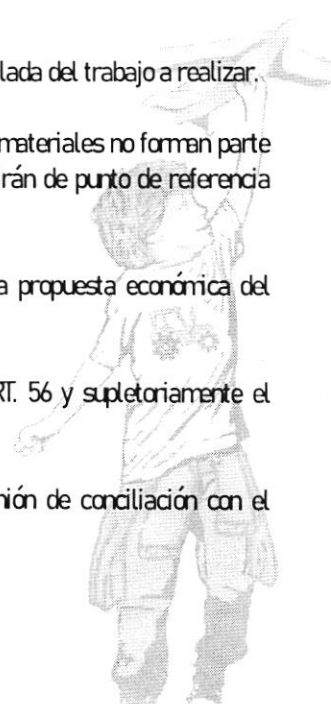 lada del trabajo a realizar.
materiales no forman parte
rán de punto de referencia
a propuesta económica del
RT. 56 y supletoriamente el
nión de conciliación con el